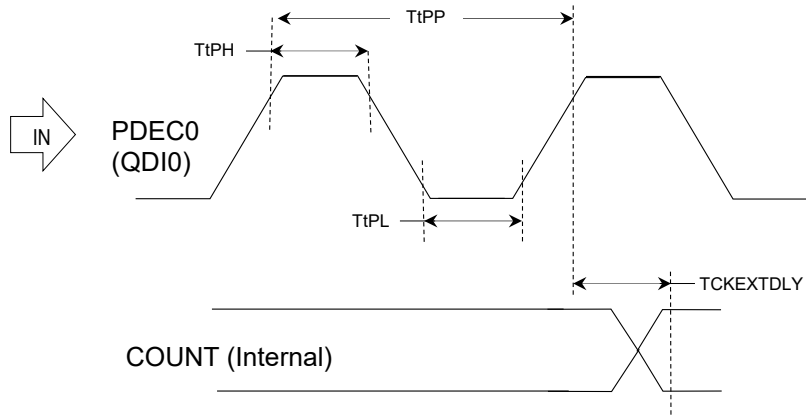 TtPP
TtPH
IN
PDEC0
(QDI0)
TtPL
TCKEXTDLY
COUNT (Internal)